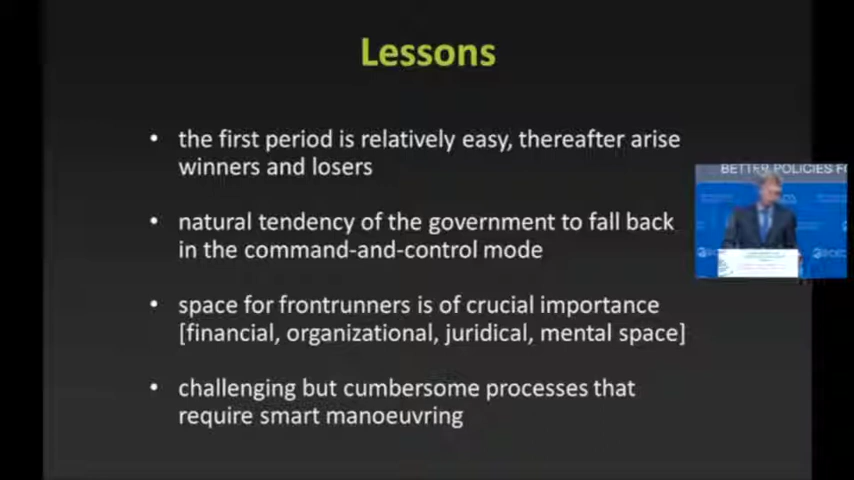 Lessons
• the first period is relatively easy, thereafter arise
winners and losers
• natural tendency of the government to fall back
in the command-and-control mode
• space for frontrunners is of crucial importance
[financial, organizational, juridical, mental space]
• challenging but cumbersome processes that
require smart manoeuvring
BETTER POLICIES FO